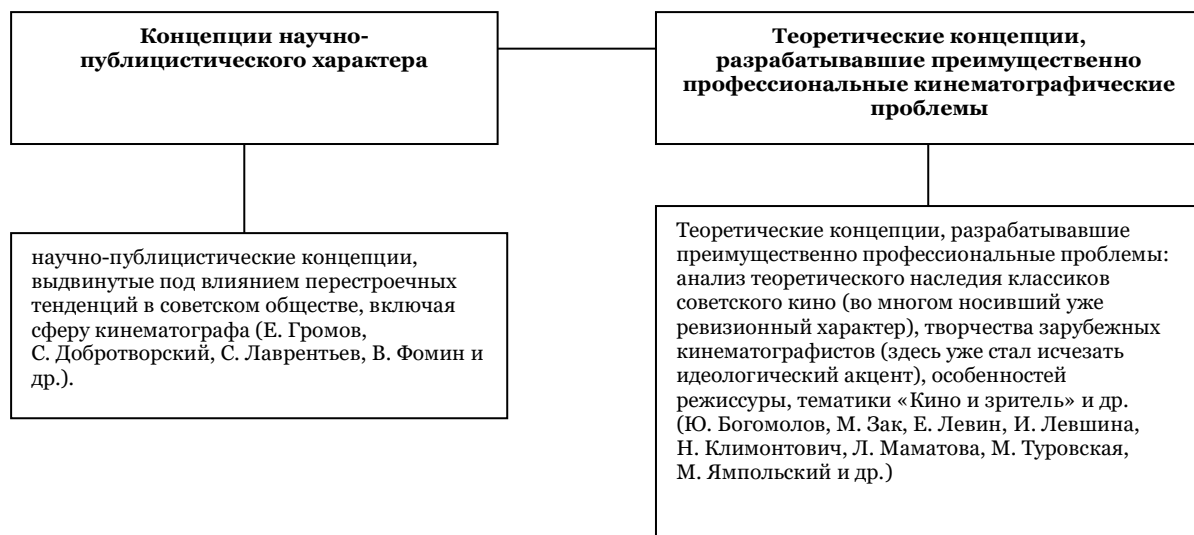 Концепции научно-
публицистического характера
Теоретические концепции,
разрабатывавшие преимущественно
профессиональные кинематографические
проблемы
научно-публицистические концепции,
выдвинутые под влиянием перестроечных
тенденций в советском обществе, включая
сферу кинематографа (Е. Громов,
С. Добротворский, С. Лаврентьев, В. Фомин и
др.).
Теоретические концепции, разрабатывавшие
преимущественно профессиональные проблемы:
анализ теоретического наследия классиков
советского кино (во многом носивший уже
ревизионный характер), творчества зарубежных
кинематографистов (здесь уже стал исчезать
идеологический акцент), особенностей
режиссуры, тематики «Кино и зритель» и др.
(Ю. Богомолов, М. Зак, Е. Левин, И. Левшина,
Н. Климонтович, Л. Маматова, М. Туровская,
М. Ямпольский и др.)